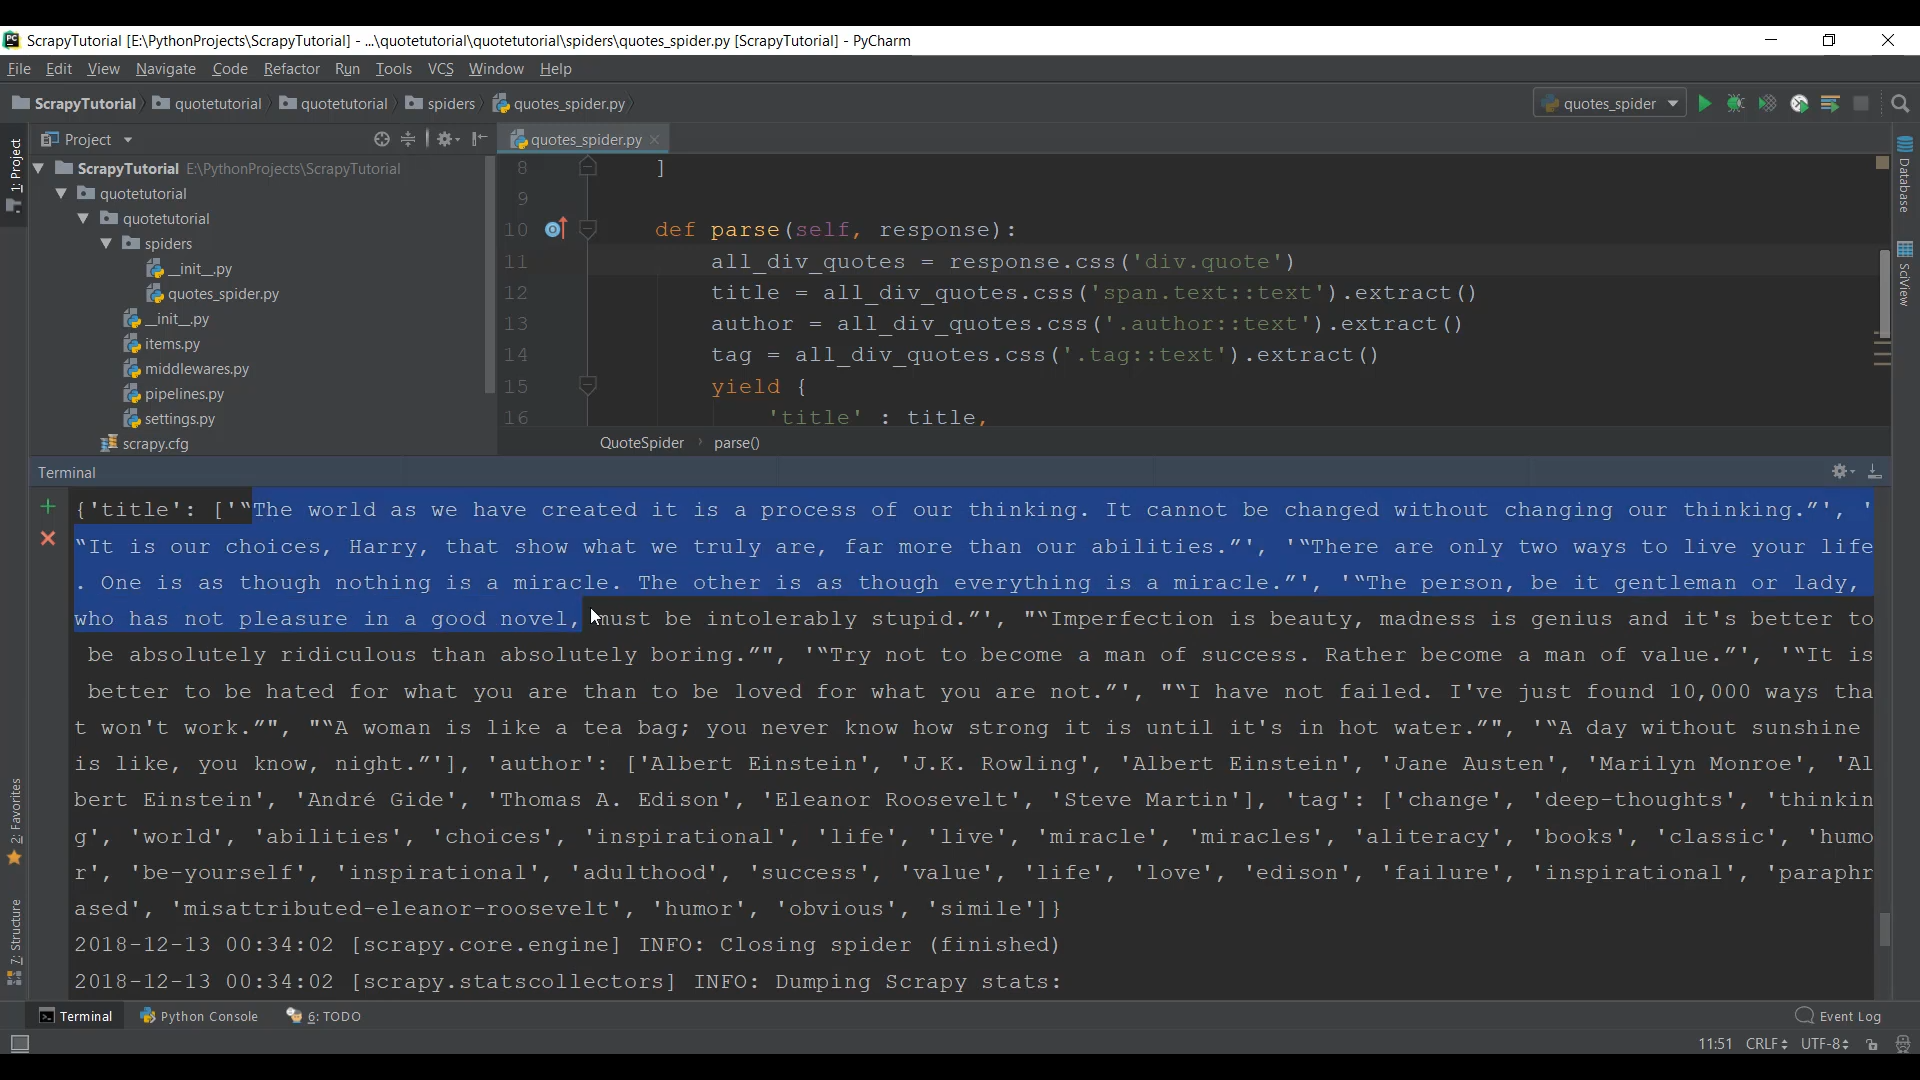 ScrapyTutorial [E:\PythonProjects\ScrapyTutorial] - ...\quotetutorial\quotetutorial\spiders\quotes_spider.py [ScrapyTutorial] - PyCharm
File Edit View Navigate Code Refactor Run Tools VCS Window Help
ScrapyTutorial quotetutorial quotetutorial spiders quotes_spider.py quotes_spider
1: Project
Project
ScrapyTutorial E:\PythonProjects\ScrapyTutorial
quotetutorial
quotetutorial
spiders
__init__.py
quotes_spider.py
__init__.py
items.py
middlewares.py
pipelines.py
settings.py
scrapy.cfg
quotes_spider.py
8 ]
9
10 def parse(self, response):
11 all_div_quotes = response.css('div.quote')
12 title = all_div_quotes.css('span.text::text').extract()
13 author = all_div_quotes.css('.author::text').extract()
14 tag = all_div_quotes.css('.tag::text').extract()
15 yield {
16 'title' : title,
QuoteSpider parse()
Database
SciView
Terminal
{'title': ['“The world as we have created it is a process of our thinking. It cannot be changed without changing our thinking.”', '
“It is our choices, Harry, that show what we truly are, far more than our abilities.”', '“There are only two ways to live your life
. One is as though nothing is a miracle. The other is as though everything is a miracle.”', '“The person, be it gentleman or lady,
who has not pleasure in a good novel, must be intolerably stupid.”', "“Imperfection is beauty, madness is genius and it's better to
be absolutely ridiculous than absolutely boring.”", '“Try not to become a man of success. Rather become a man of value.”', '“It is
better to be hated for what you are than to be loved for what you are not.”', "“I have not failed. I've just found 10,000 ways tha
t won't work.”", "“A woman is like a tea bag; you never know how strong it is until it's in hot water.”", '“A day without sunshine
is like, you know, night.”'], 'author': ['Albert Einstein', 'J.K. Rowling', 'Albert Einstein', 'Jane Austen', 'Marilyn Monroe', 'Al
bert Einstein', 'André Gide', 'Thomas A. Edison', 'Eleanor Roosevelt', 'Steve Martin'], 'tag': ['change', 'deep-thoughts', 'thinkin
g', 'world', 'abilities', 'choices', 'inspirational', 'life', 'live', 'miracle', 'miracles', 'aliteracy', 'books', 'classic', 'humo
r', 'be-yourself', 'inspirational', 'adulthood', 'success', 'value', 'life', 'love', 'edison', 'failure', 'inspirational', 'paraphr
ased', 'misattributed-eleanor-roosevelt', 'humor', 'obvious', 'simile']}
2018-12-13 00:34:02 [scrapy.core.engine] INFO: Closing spider (finished)
2018-12-13 00:34:02 [scrapy.statscollectors] INFO: Dumping Scrapy stats:
2: Favorites
7: Structure
Terminal Python Console 6: TODO Event Log
11:51 CRLF UTF-8